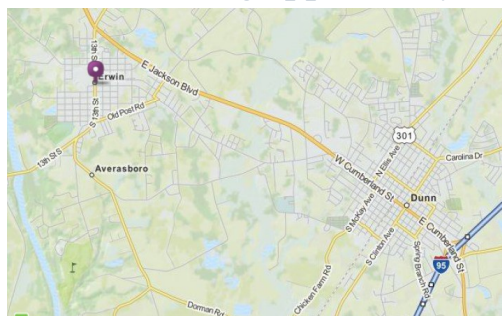 13th St
Erwin
E Jackson Blvd
S 13th St
Old Post Rd
13th St S
Averasboro
301
N Ellis Ave
Carolina Dr
W Cumberland St
Dunn
S McKay Ave
E Cumberland St
S Clinton Ave
95
Spring Branch Rd
Chicken Farm Rd
Dorman Rd